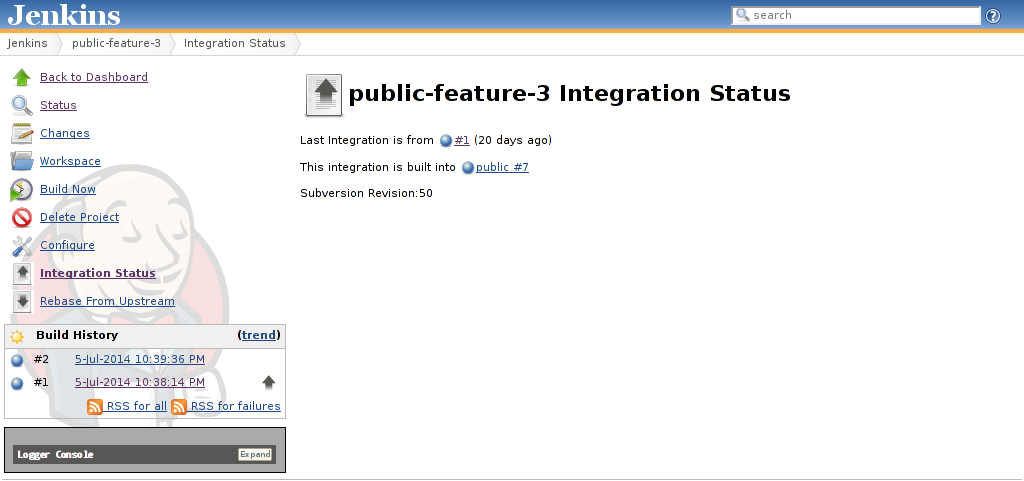 Jenkins
search
Jenkins public-feature-3 Integration Status
Back to Dashboard
Status
Changes
Workspace
Build Now
Delete Project
Configure
Integration Status
Rebase From Upstream
Build History (trend)
#2 5-Jul-2014 10:39:36 PM
#1 5-Jul-2014 10:38:14 PM
RSS for all RSS for failures
Logger Console Expand
public-feature-3 Integration Status
Last Integration is from #1 (20 days ago)
This integration is built into public #7
Subversion Revision:50